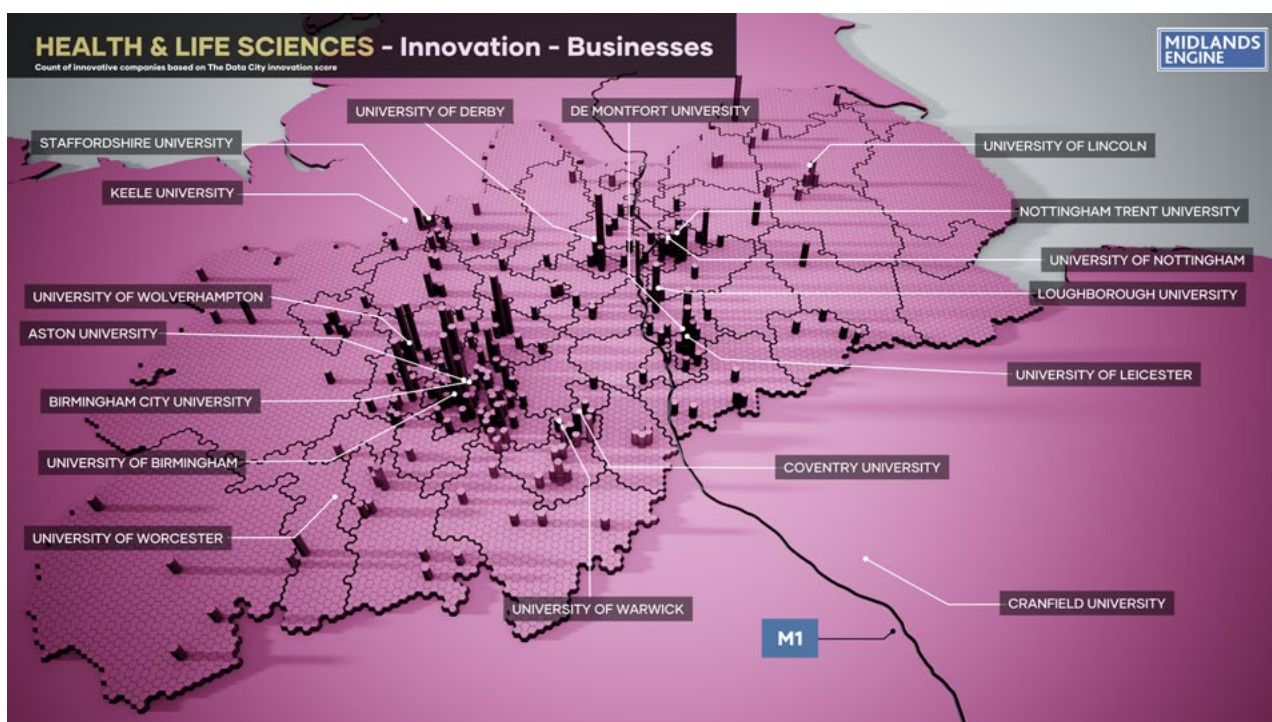 HEALTH & LIFE SCIENCES - Innovation - Businesses
Count of innovative companies based on The Data City innovation score
MIDLANDS
ENGINE
UNIVERSITY OF DERBY
DE MONTFORT UNIVERSITY
STAFFORDSHIRE UNIVERSITY
UNIVERSITY OF LINCOLN
KEELE UNIVERSITY
NOTTINGHAM TRENT UNIVERSITY
UNIVERSITY OF NOTTINGHAM
UNIVERSITY OF WOLVERHAMPTON
LOUGHBOROUGH UNIVERSITY
ASTON UNIVERSITY
UNIVERSITY OF LEICESTER
BIRMINGHAM CITY UNIVERSITY
UNIVERSITY OF BIRMINGHAM
COVENTRY UNIVERSITY
UNIVERSITY OF WORCESTER
CRANFIELD UNIVERSITY
UNIVERSITY OF WARWICK
M1